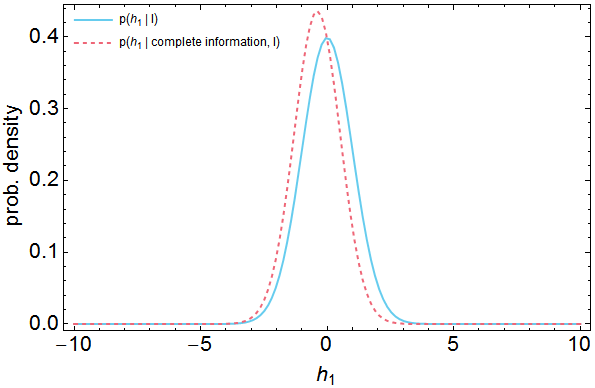 p(h₁ | I)
p(h₁ | complete information, I)
0.4
0.3
0.2
0.1
0.0
prob. density
−10 −5 0 5 10
h₁